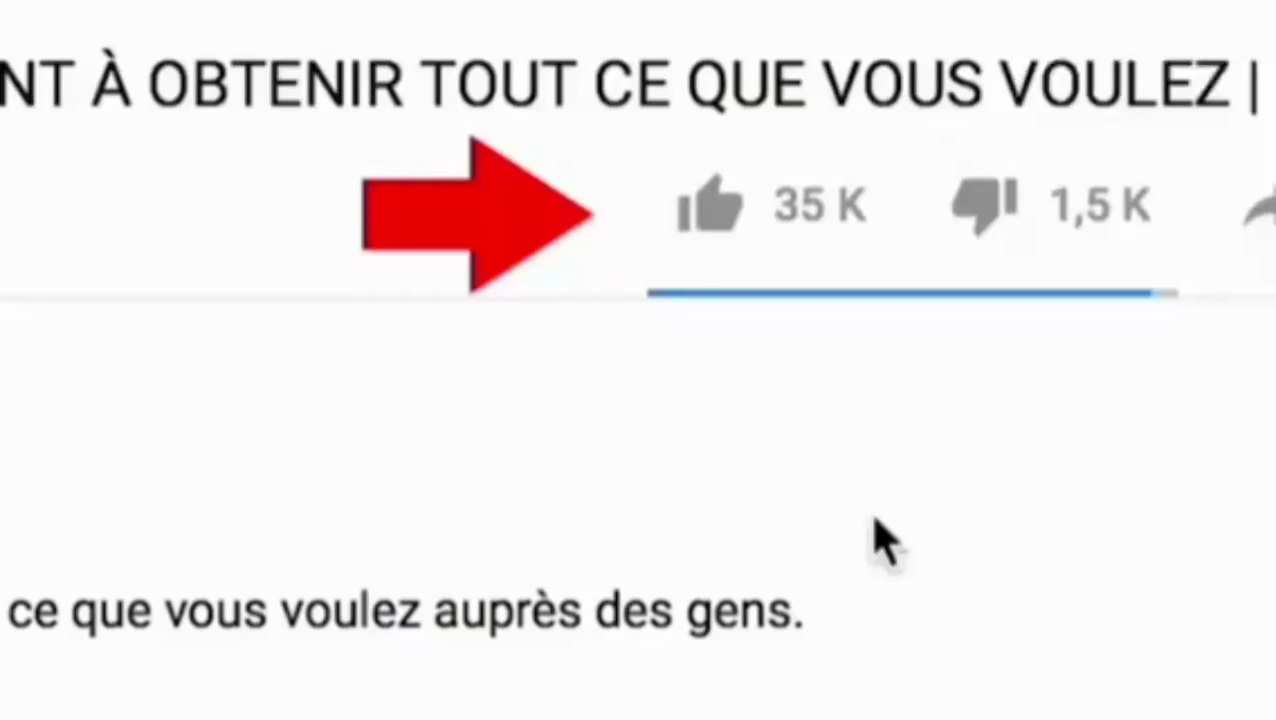 NT À OBTENIR TOUT CE QUE VOUS VOULEZ |
35 K 1,5 K
ce que vous voulez auprès des gens.